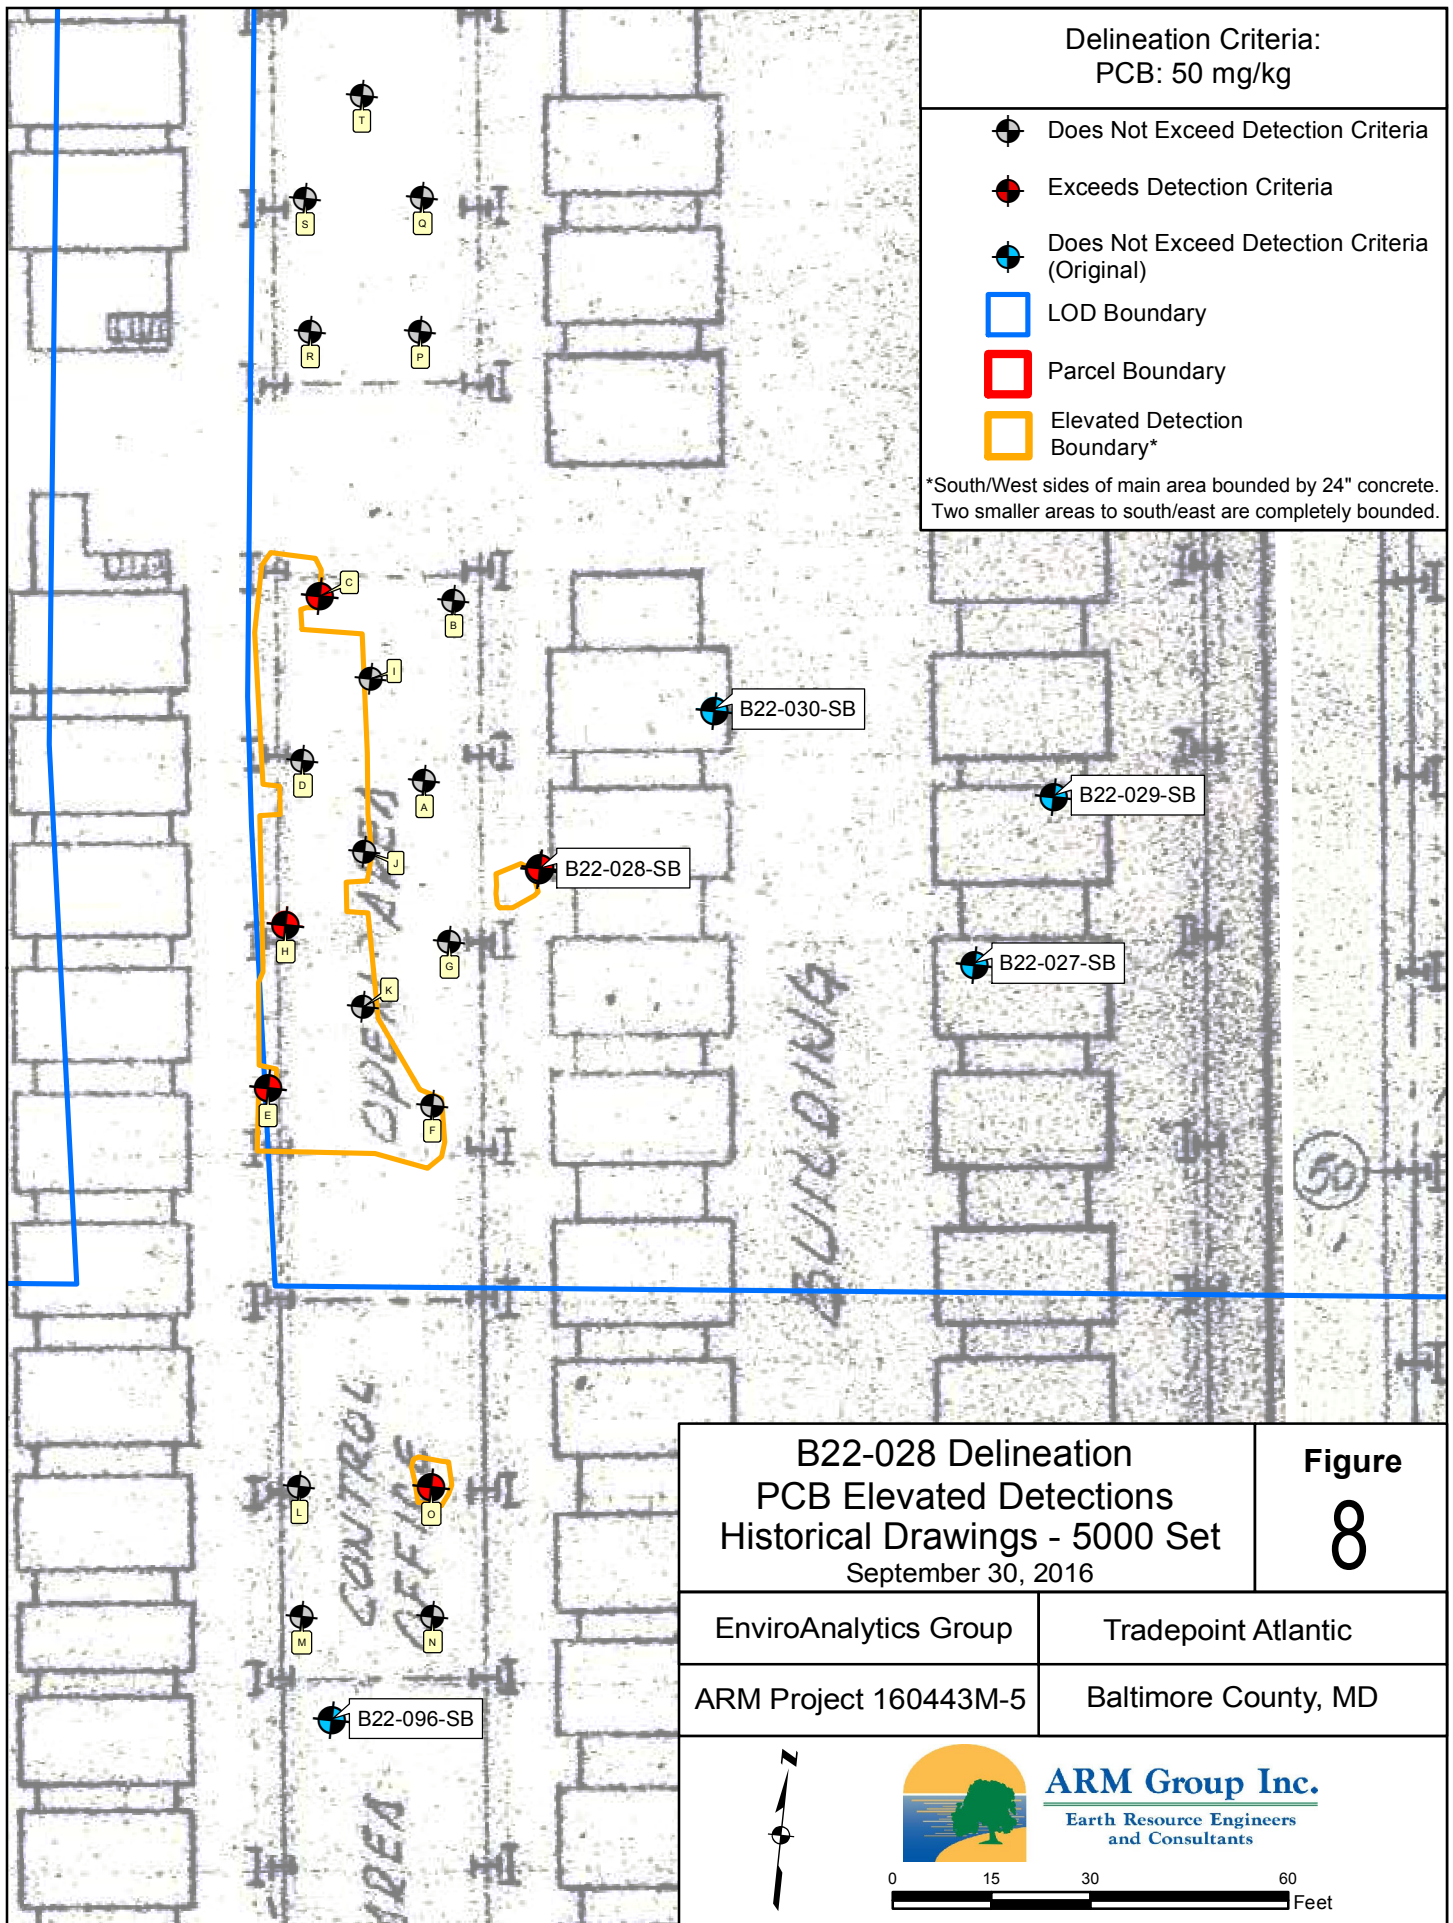 Delineation Criteria:
PCB: 50 mg/kg
Does Not Exceed Detection Criteria
Exceeds Detection Criteria
Does Not Exceed Detection Criteria
(Original)
LOD Boundary
Parcel Boundary
Elevated Detection
Boundary*
*South/West sides of main area bounded by 24" concrete.
Two smaller areas to south/east are completely bounded.
T
S
Q
R
P
C
B
I
B22-030-SB
D
A
B22-029-SB
J
B22-028-SB
H
G
B22-027-SB
K
E
F
OPEN AREA
BUILDING
50
L
O
CONTROL
OFFICE
M
N
B22-096-SB
AREA
B22-028 Delineation
PCB Elevated Detections
Historical Drawings - 5000 Set
September 30, 2016
Figure
8
EnviroAnalytics Group
Tradepoint Atlantic
ARM Project 160443M-5
Baltimore County, MD
N
ARM Group Inc.
Earth Resource Engineers
and Consultants
0 15 30 60
Feet